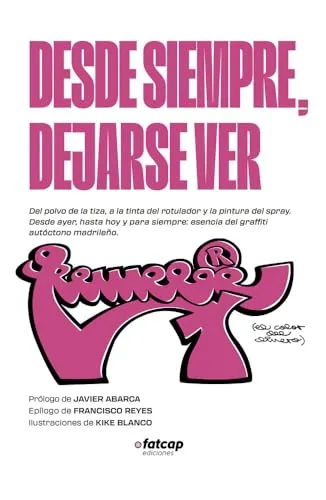 DESDE SIEMPRE,
DEJARSE VER
Del polvo de la tiza, a la tinta del rotulador y la pintura del spray.
Desde ayer, hasta hoy y para siempre: esencia del graffiti
autóctono madrileño.
Prólogo de JAVIER ABARCA
Epílogo de FRANCISCO REYES
Ilustraciones de KIKE BLANCO
fatcap
ediciones